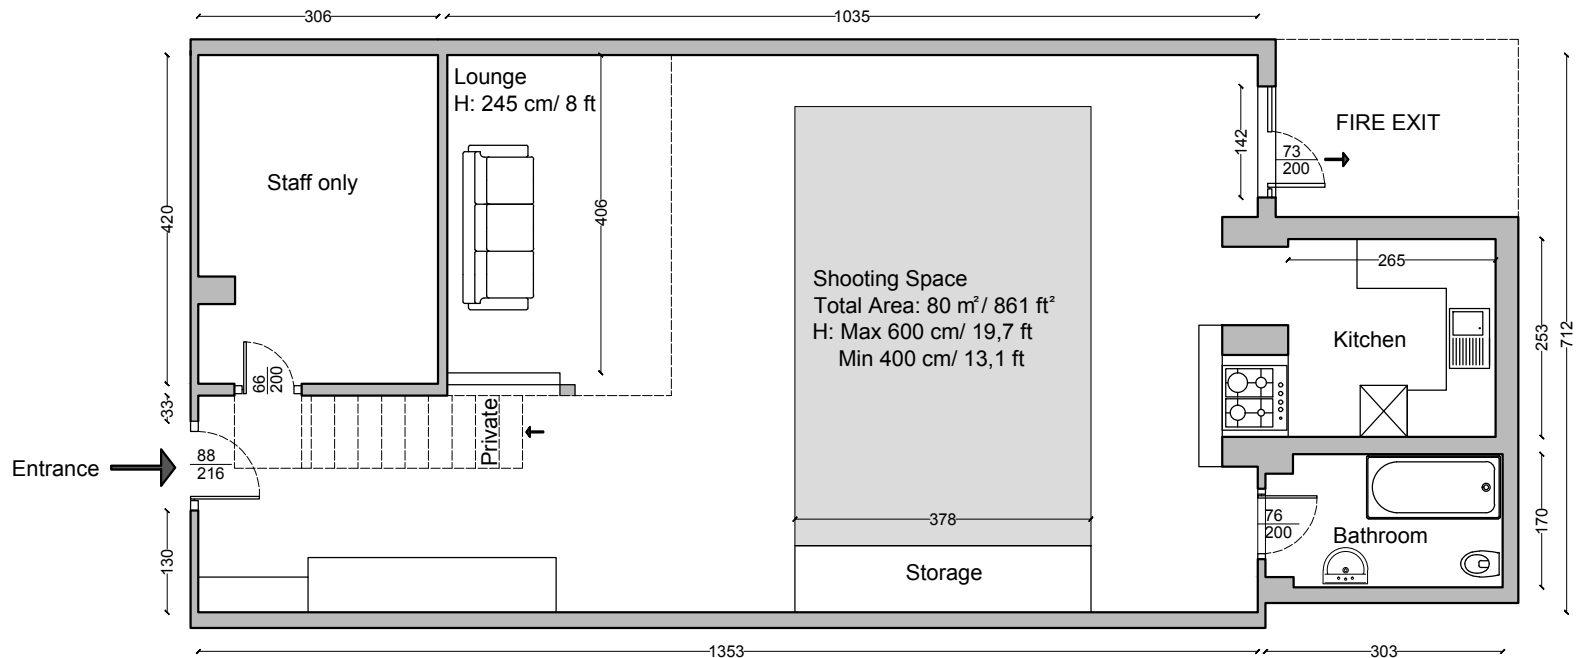 306
1035
Lounge
H: 245 cm/ 8 ft
FIRE EXIT
142
73
200
Staff only
420
406
712
265
Shooting Space
Total Area: 80 m²/ 861 ft²
H: Max 600 cm/ 19,7 ft
Min 400 cm/ 13,1 ft
Kitchen
253
66
200
33
Private
Entrance
88
216
378
76
200
Bathroom
170
130
Storage
1353
303